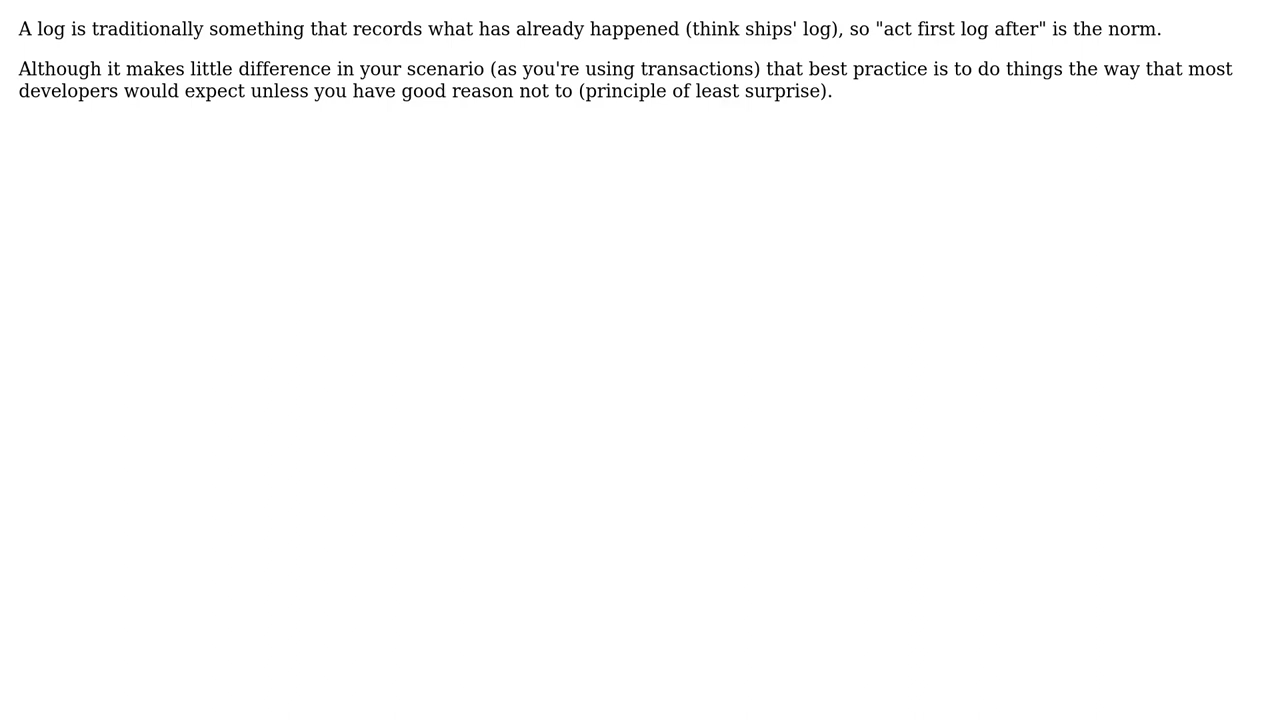 A log is traditionally something that records what has already happened (think ships' log), so "act first log after" is the norm.
Although it makes little difference in your scenario (as you're using transactions) that best practice is to do things the way that most
developers would expect unless you have good reason not to (principle of least surprise).